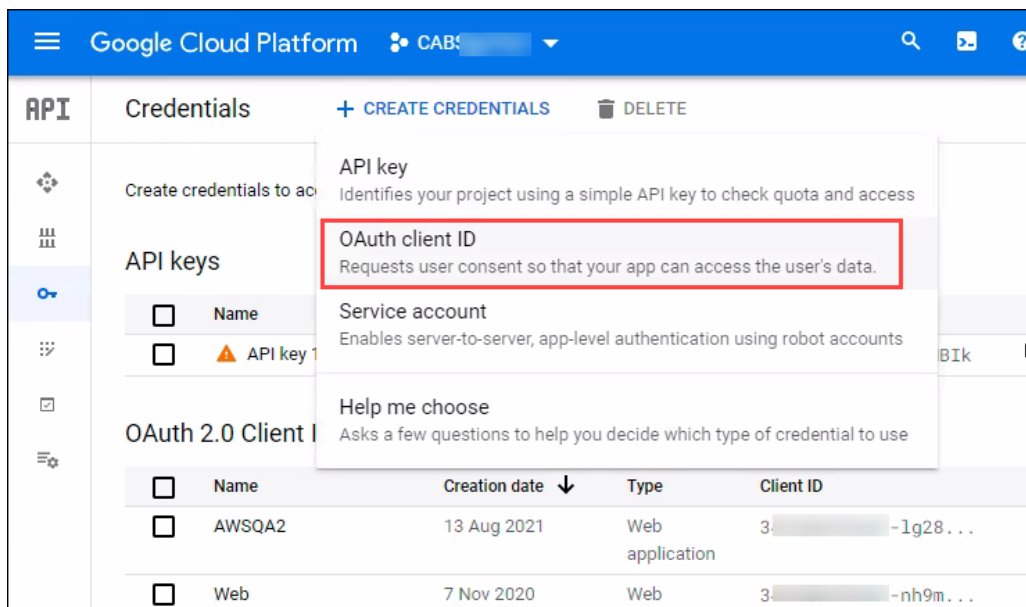 Google Cloud Platform CABS
API Credentials + CREATE CREDENTIALS DELETE
API key
Identifies your project using a simple API key to check quota and access
Create credentials to acc
OAuth client ID
Requests user consent so that your app can access the user's data.
API keys
Service account
Enables server-to-server, app-level authentication using robot accounts
Name
API key 1 BIk
Help me choose
Asks a few questions to help you decide which type of credential to use
OAuth 2.0 Client I
Name Creation date Type Client ID
AWSQA2 13 Aug 2021 Web application 3 -lg28...
Web 7 Nov 2020 Web 3 -nh9m...